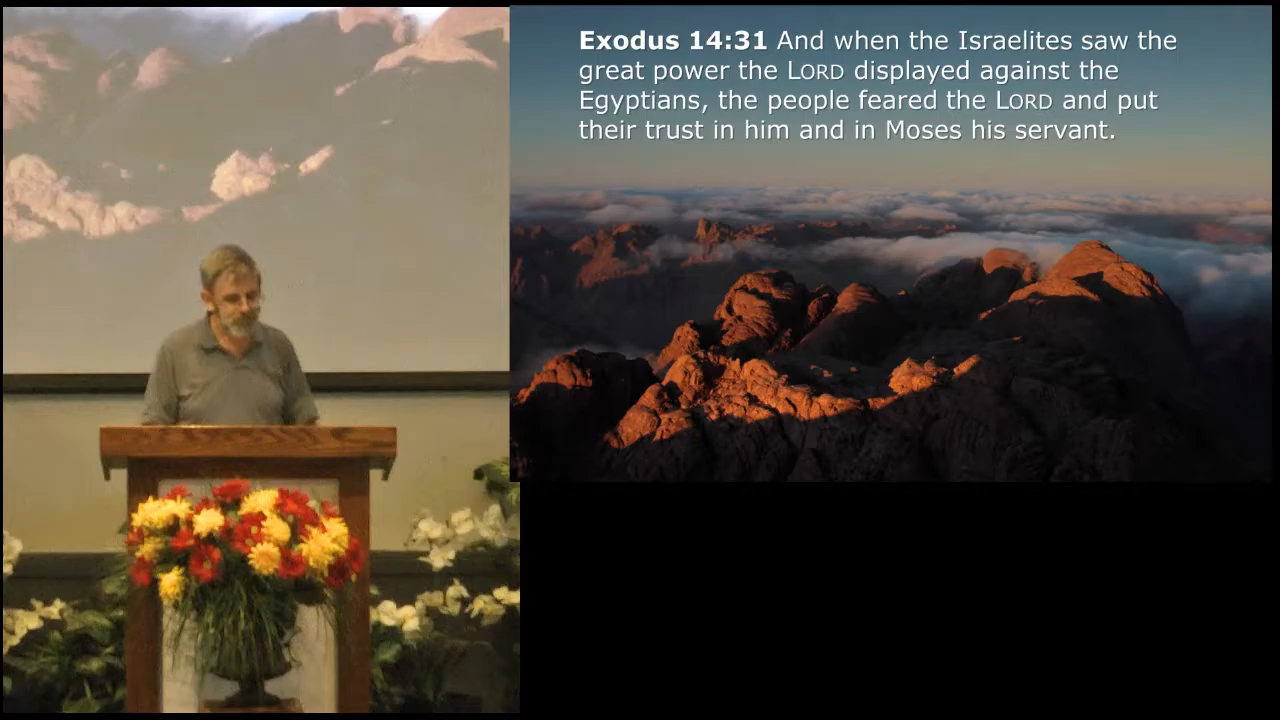 Exodus 14:31 And when the Israelites saw the
great power the LORD displayed against the
Egyptians, the people feared the LORD and put
their trust in him and in Moses his servant.